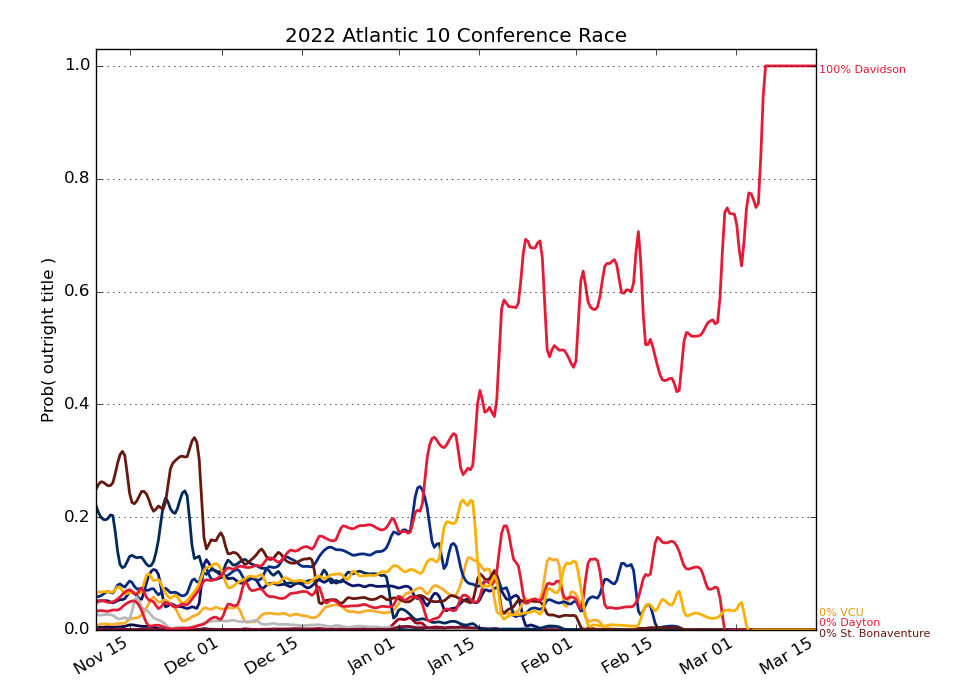 2022 Atlantic 10 Conference Race
1.0
100% Davidson
0.8
0.6
Prob( outright title )
0.4
0.2
0% VCU
0% Dayton
0.0
0% St. Bonaventure
Nov 15 Dec 01 Dec 15 Jan 01 Jan 15 Feb 01 Feb 15 Mar 01 Mar 15